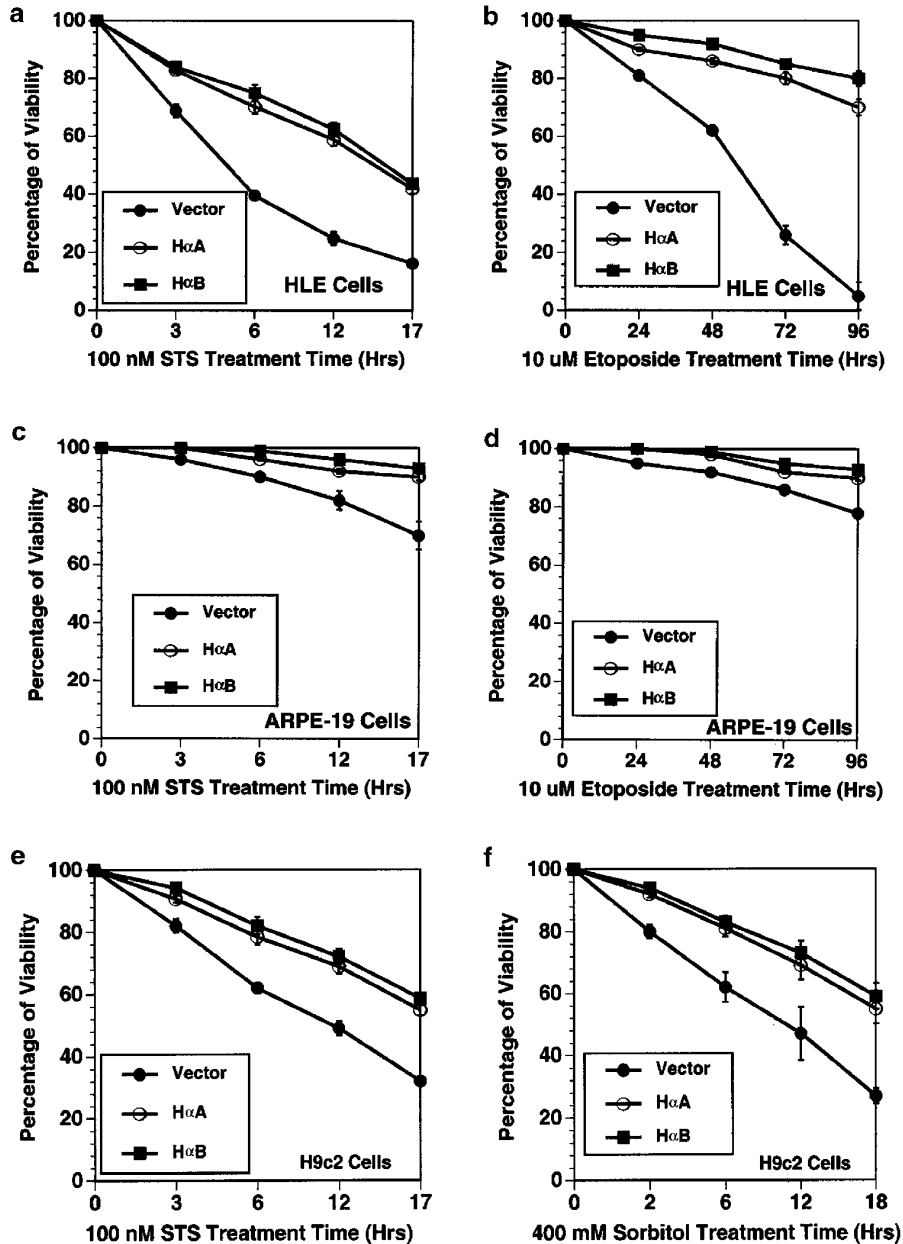 a
Percentage of Viability
100
80
60
40
20
0
Vector
HαA
HαB
HLE Cells
0 3 6 12 17
100 nM STS Treatment Time (Hrs)
b
Percentage of Viability
100
80
60
40
20
0
Vector
HαA
HαB
HLE Cells
0 24 48 72 96
10 uM Etoposide Treatment Time (Hrs)
c
Percentage of Viability
100
80
60
40
20
0
Vector
HαA
HαB
ARPE-19 Cells
0 3 6 12 17
100 nM STS Treatment Time (Hrs)
d
Percentage of Viability
100
80
60
40
20
0
Vector
HαA
HαB
ARPE-19 Cells
0 24 48 72 96
10 uM Etoposide Treatment Time (Hrs)
e
Percentage of Viability
100
80
60
40
20
0
Vector
HαA
HαB
H9c2 Cells
0 3 6 12 17
100 nM STS Treatment Time (Hrs)
f
Percentage of Viability
100
80
60
40
20
0
Vector
HαA
HαB
H9c2 Cells
0 2 6 12 18
400 mM Sorbitol Treatment Time (Hrs)